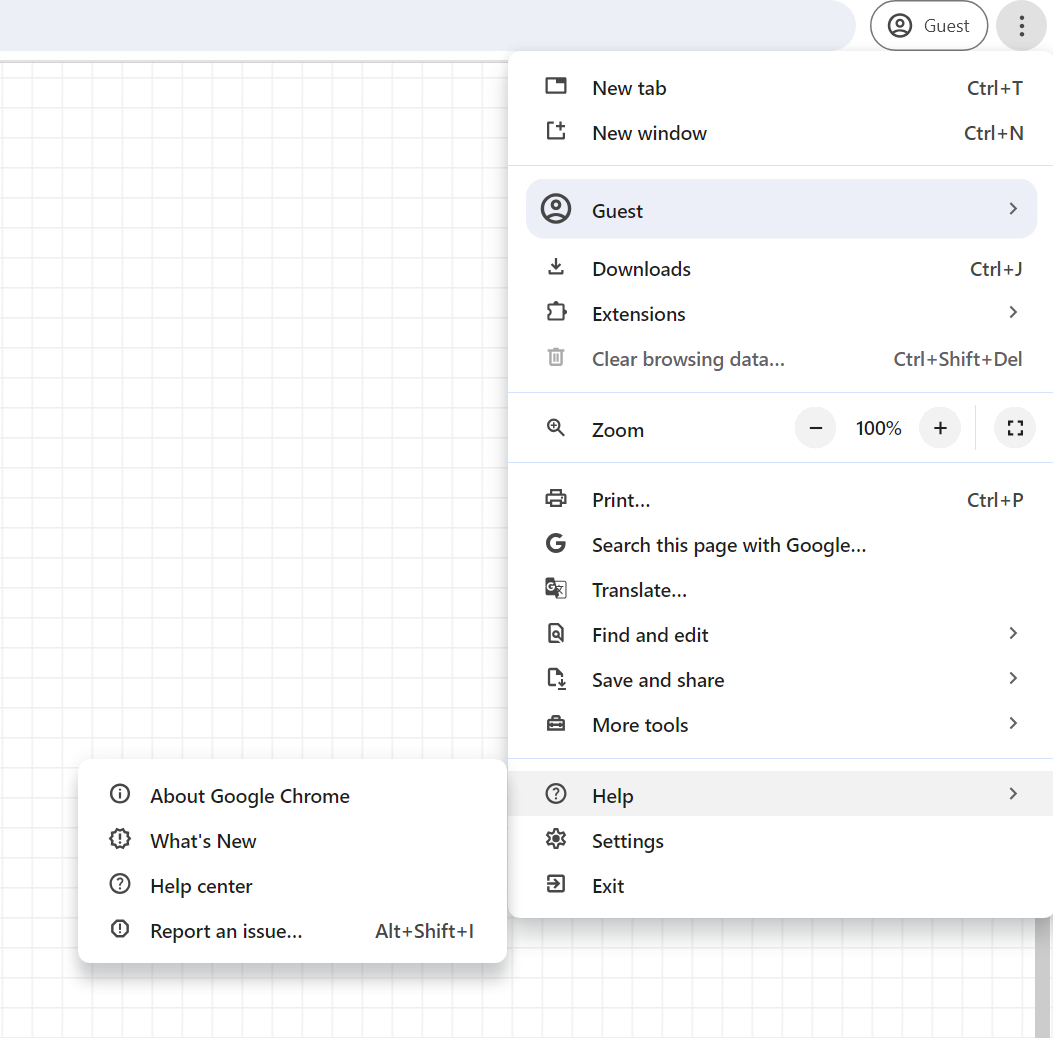 Guest
New tab Ctrl+T
New window Ctrl+N
Guest
Downloads Ctrl+J
Extensions
Clear browsing data... Ctrl+Shift+Del
Zoom 100%
Print... Ctrl+P
Search this page with Google...
Translate...
Find and edit
Save and share
More tools
Help
Settings
Exit
About Google Chrome
What's New
Help center
Report an issue... Alt+Shift+I